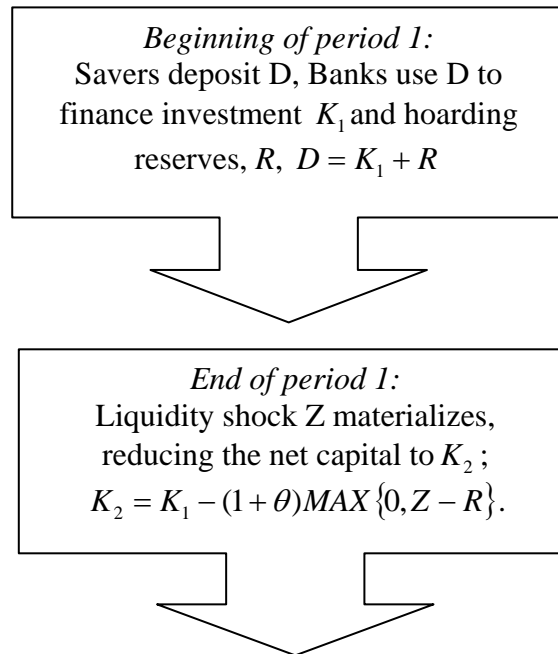 Beginning of period 1:
Savers deposit D, Banks use D to
finance investment K₁ and hoarding
reserves, R, D = K₁ + R
End of period 1:
Liquidity shock Z materializes,
reducing the net capital to K₂ ;
K₂ = K₁ − (1 + θ)MAX {0, Z − R}.